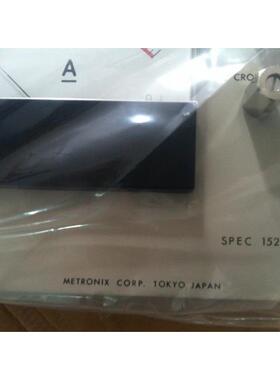 A
CRO
SPEC 152
METRONIX CORP. TOKYO JAPAN